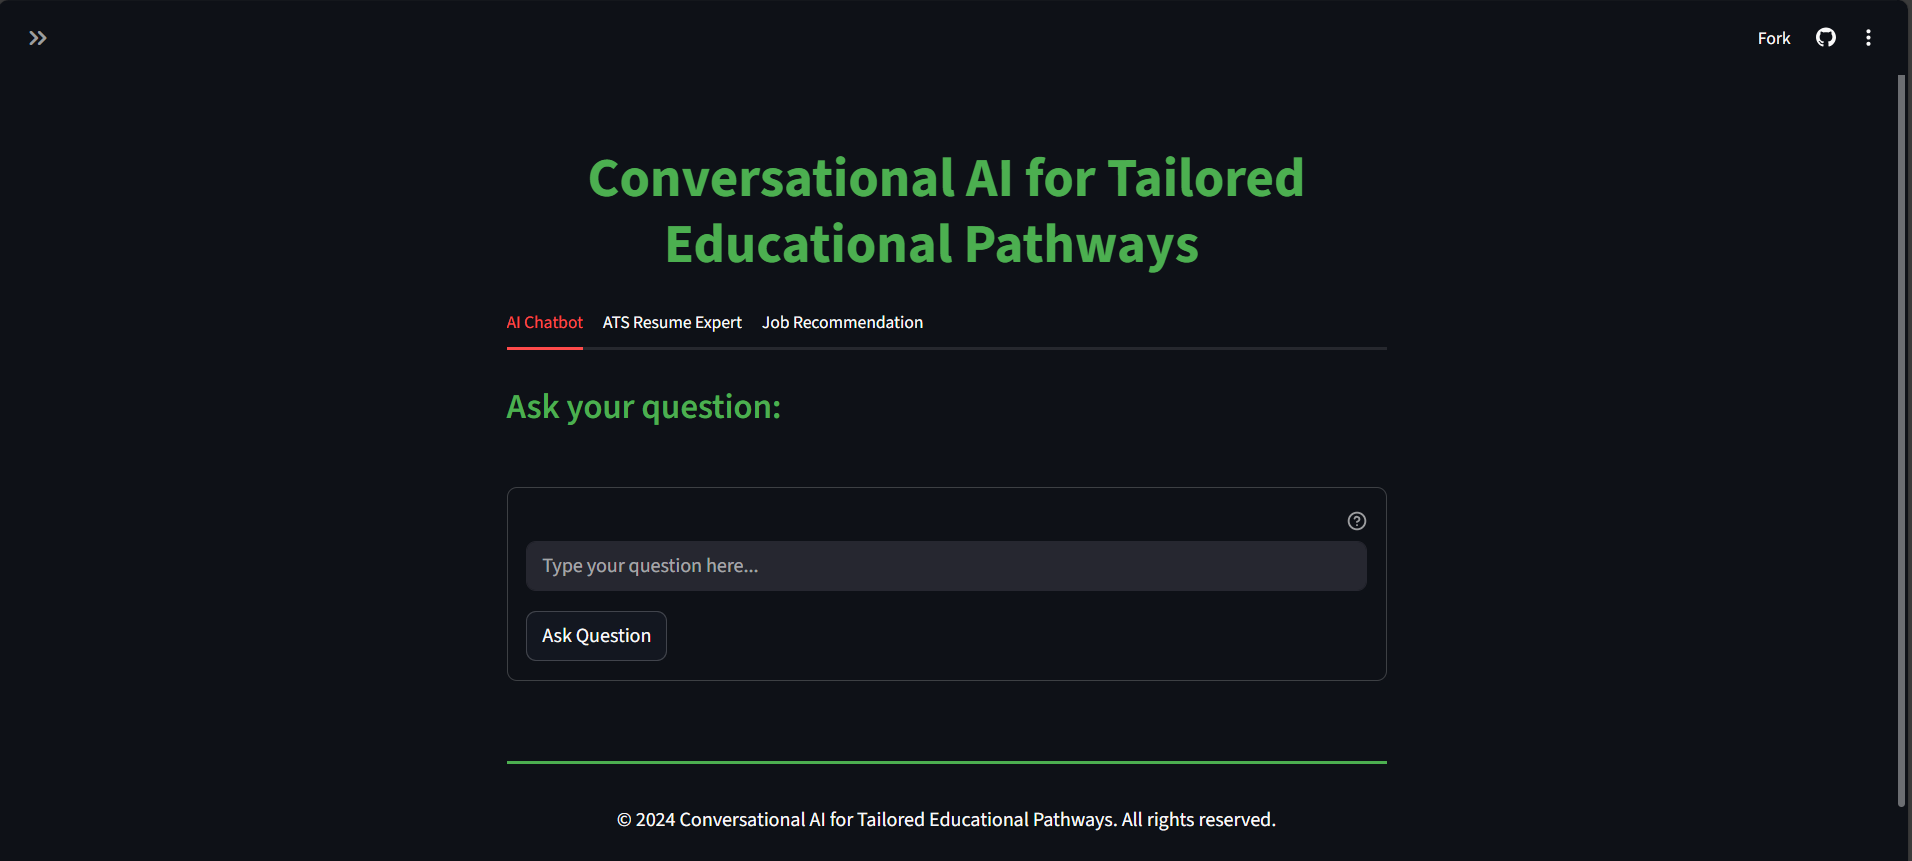 Fork
Conversational AI for Tailored
Educational Pathways
AI Chatbot ATS Resume Expert Job Recommendation
Ask your question:
Type your question here...
Ask Question
© 2024 Conversational AI for Tailored Educational Pathways. All rights reserved.